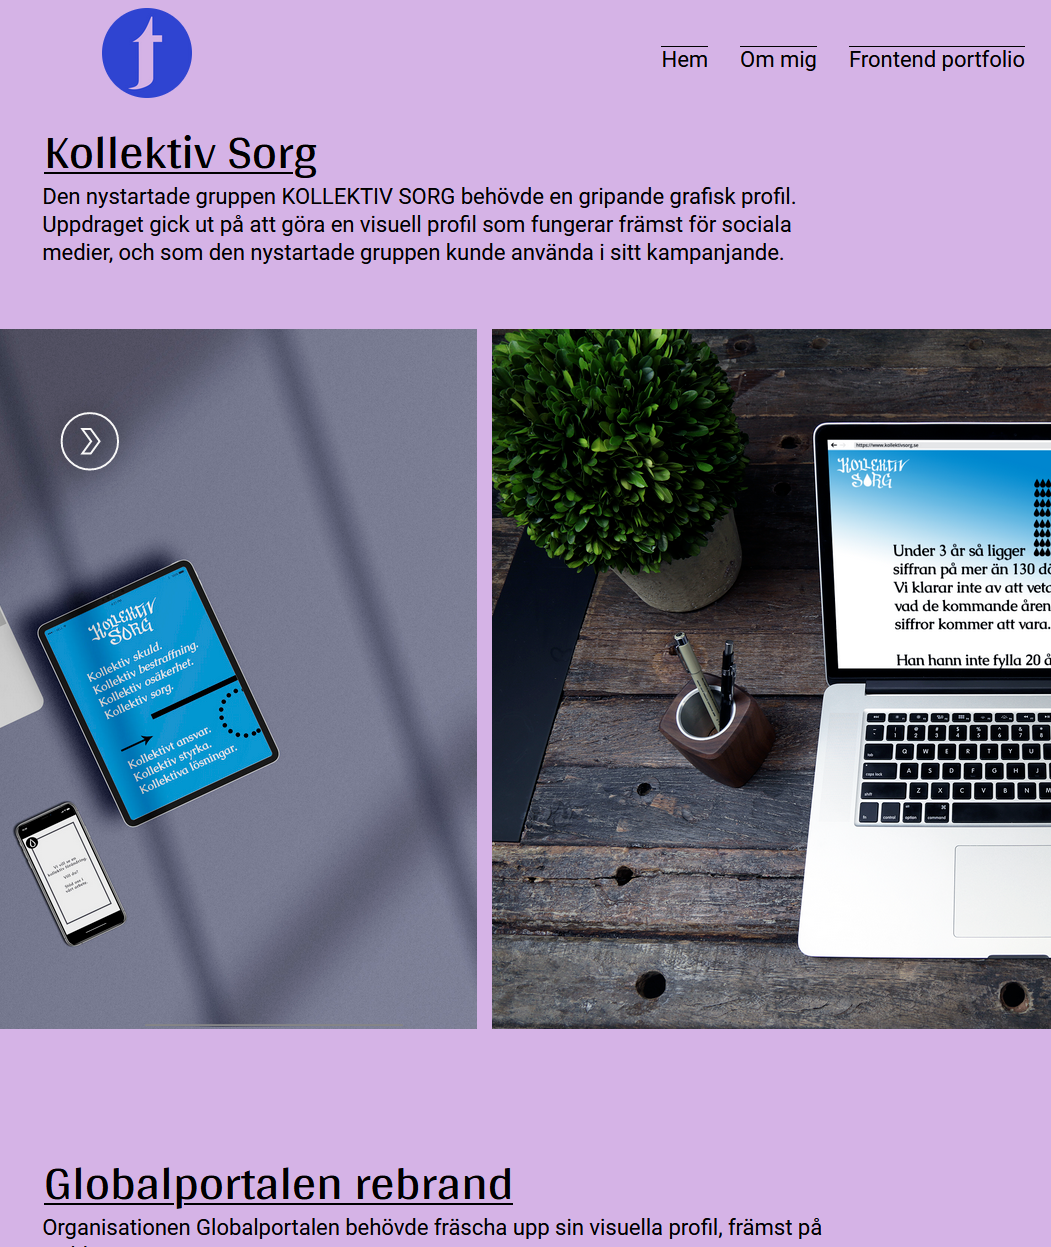 t
Hem
Om mig
Frontend portfolio
Kollektiv Sorg
Den nystartade gruppen KOLLEKTIV SORG behövde en gripande grafisk profil.
Uppdraget gick ut på att göra en visuell profil som fungerar främst för sociala
medier, och som den nystartade gruppen kunde använda i sitt kampanjande.
KOLLEKTIV
SORG
Kollektiv skuld.
Kollektiv bestraffning.
Kollektiv osäkerhet.
Kollektiv sorg.
Kollektivt ansvar.
Kollektiv styrka.
Kollektiva lösningar.
https://www.kollektivsorg.se
KOLLEKTIV
SORG
Under 3 år så ligger
siffran på mer än 130 dö
Vi klarar inte av att veta
vad de kommande åren
siffror kommer att vara.
Han hann inte fylla 20 å
Globalportalen rebrand
Organisationen Globalportalen behövde fräscha upp sin visuella profil, främst på